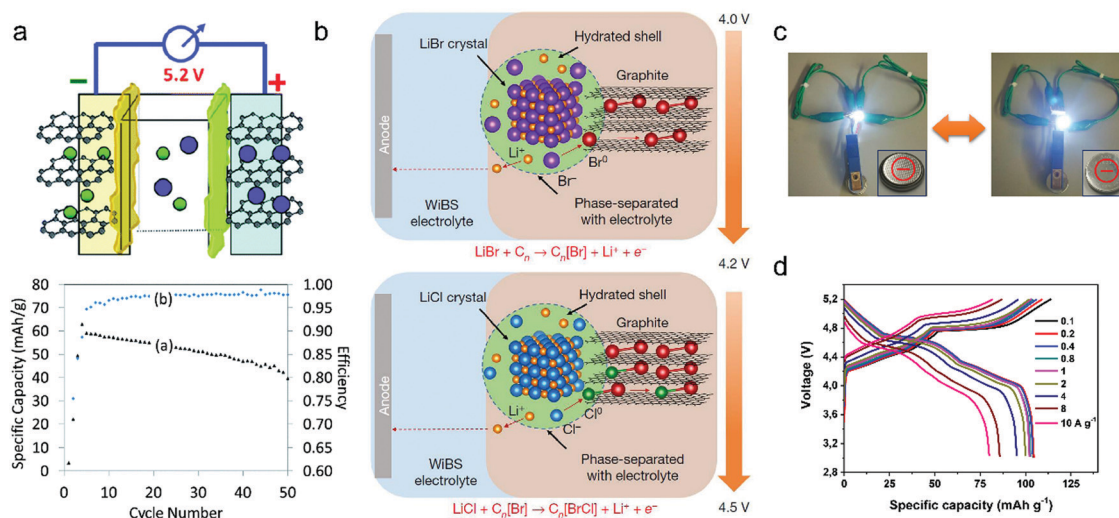 a
−
5.2 V
+
Specific Capacity (mAh/g)
80
70
60
50
40
30
20
10
0
(b)
(a)
1.00
0.95
0.90
0.85
0.80
0.75
0.70
0.65
0.60
Efficiency
0
10
20
30
40
50
Cycle Number
b
4.0 V
LiBr crystal
Hydrated shell
Graphite
Anode
Li⁺
Br⁻
Br⁰
WiBS
electrolyte
Phase-separated
with electrolyte
LiBr + Cₙ → Cₙ[Br] + Li⁺ + e⁻
4.2 V
LiCl crystal
Hydrated shell
Graphite
Anode
Li⁺
Cl⁻
Cl⁰
WiBS
electrolyte
Phase-separated
with electrolyte
LiCl + Cₙ[Br] → Cₙ[BrCl] + Li⁺ + e⁻
4.5 V
c
d
Voltage (V)
5,2
4,8
4,4
4,0
3,6
3,2
2,8
0.1
0.2
0.4
0.8
1
2
4
8
10 A g⁻¹
0
25
50
75
100
125
Specific capacity (mAh g⁻¹)